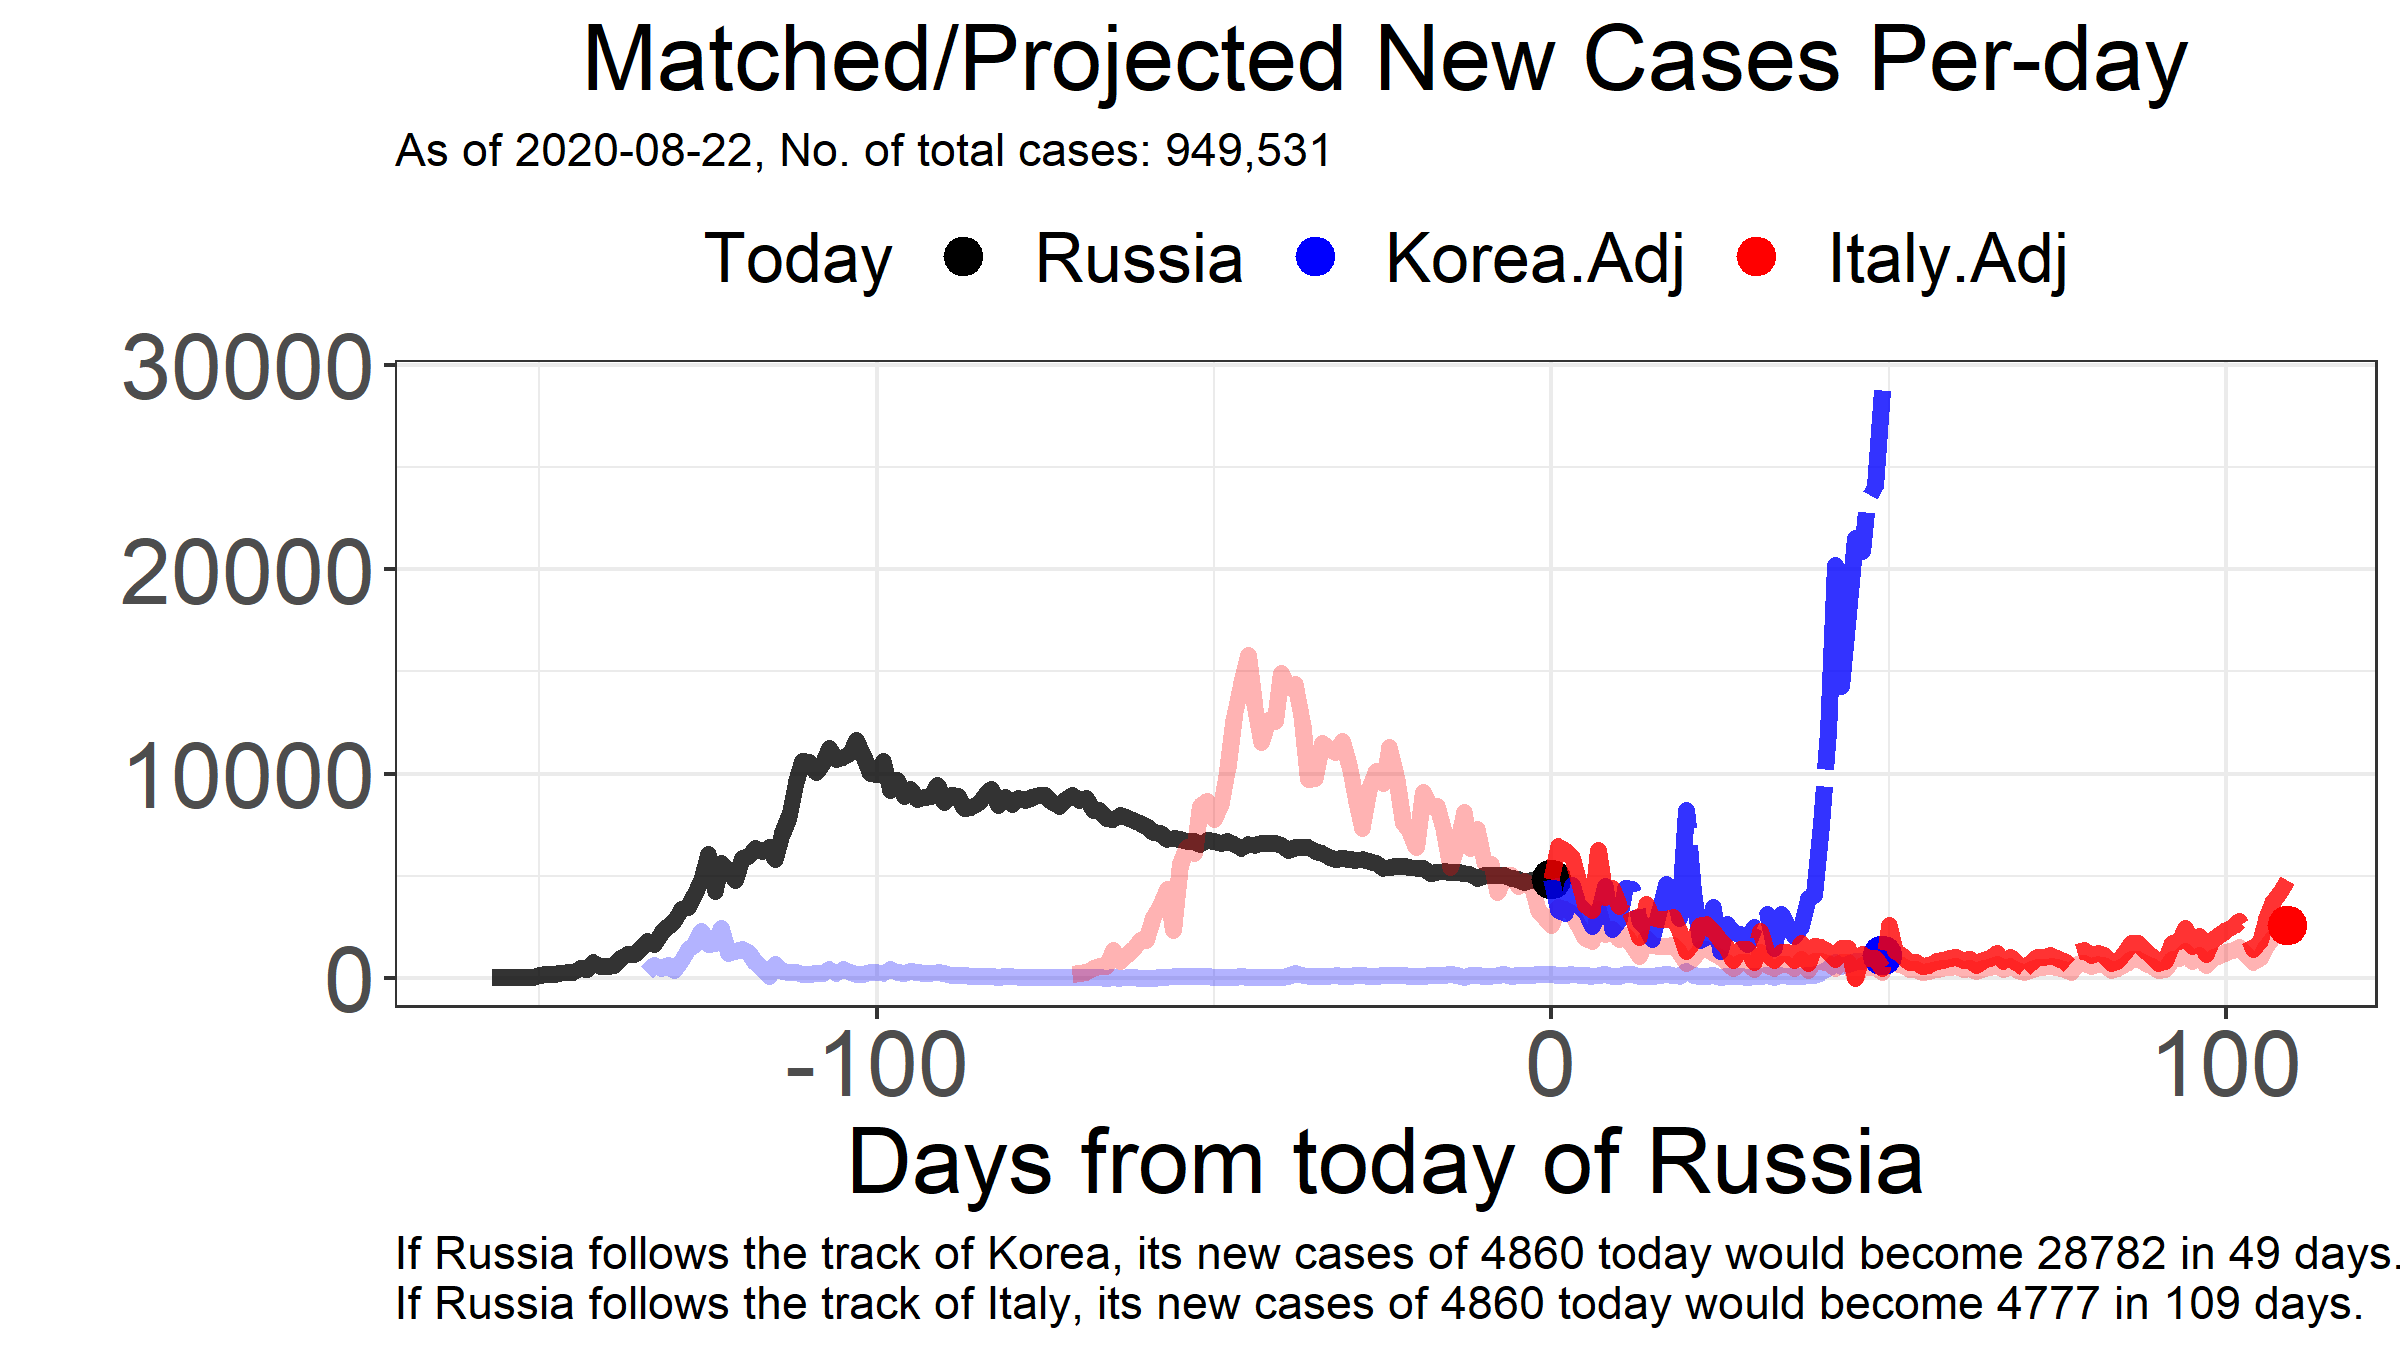 Matched/Projected New Cases Per-day
As of 2020-08-22, No. of total cases: 949,531
Today Russia Korea.Adj Italy.Adj
30000
20000
10000
0
-100 0 100
Days from today of Russia
If Russia follows the track of Korea, its new cases of 4860 today would become 28782 in 49 days.
If Russia follows the track of Italy, its new cases of 4860 today would become 4777 in 109 days.